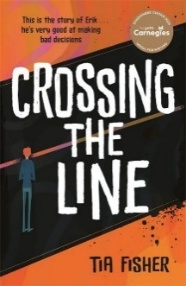 This is the story of Erik . . .
he's very good at making
bad decisions
Carnegies
CROSSING
THE
LINE
TIA FISHER